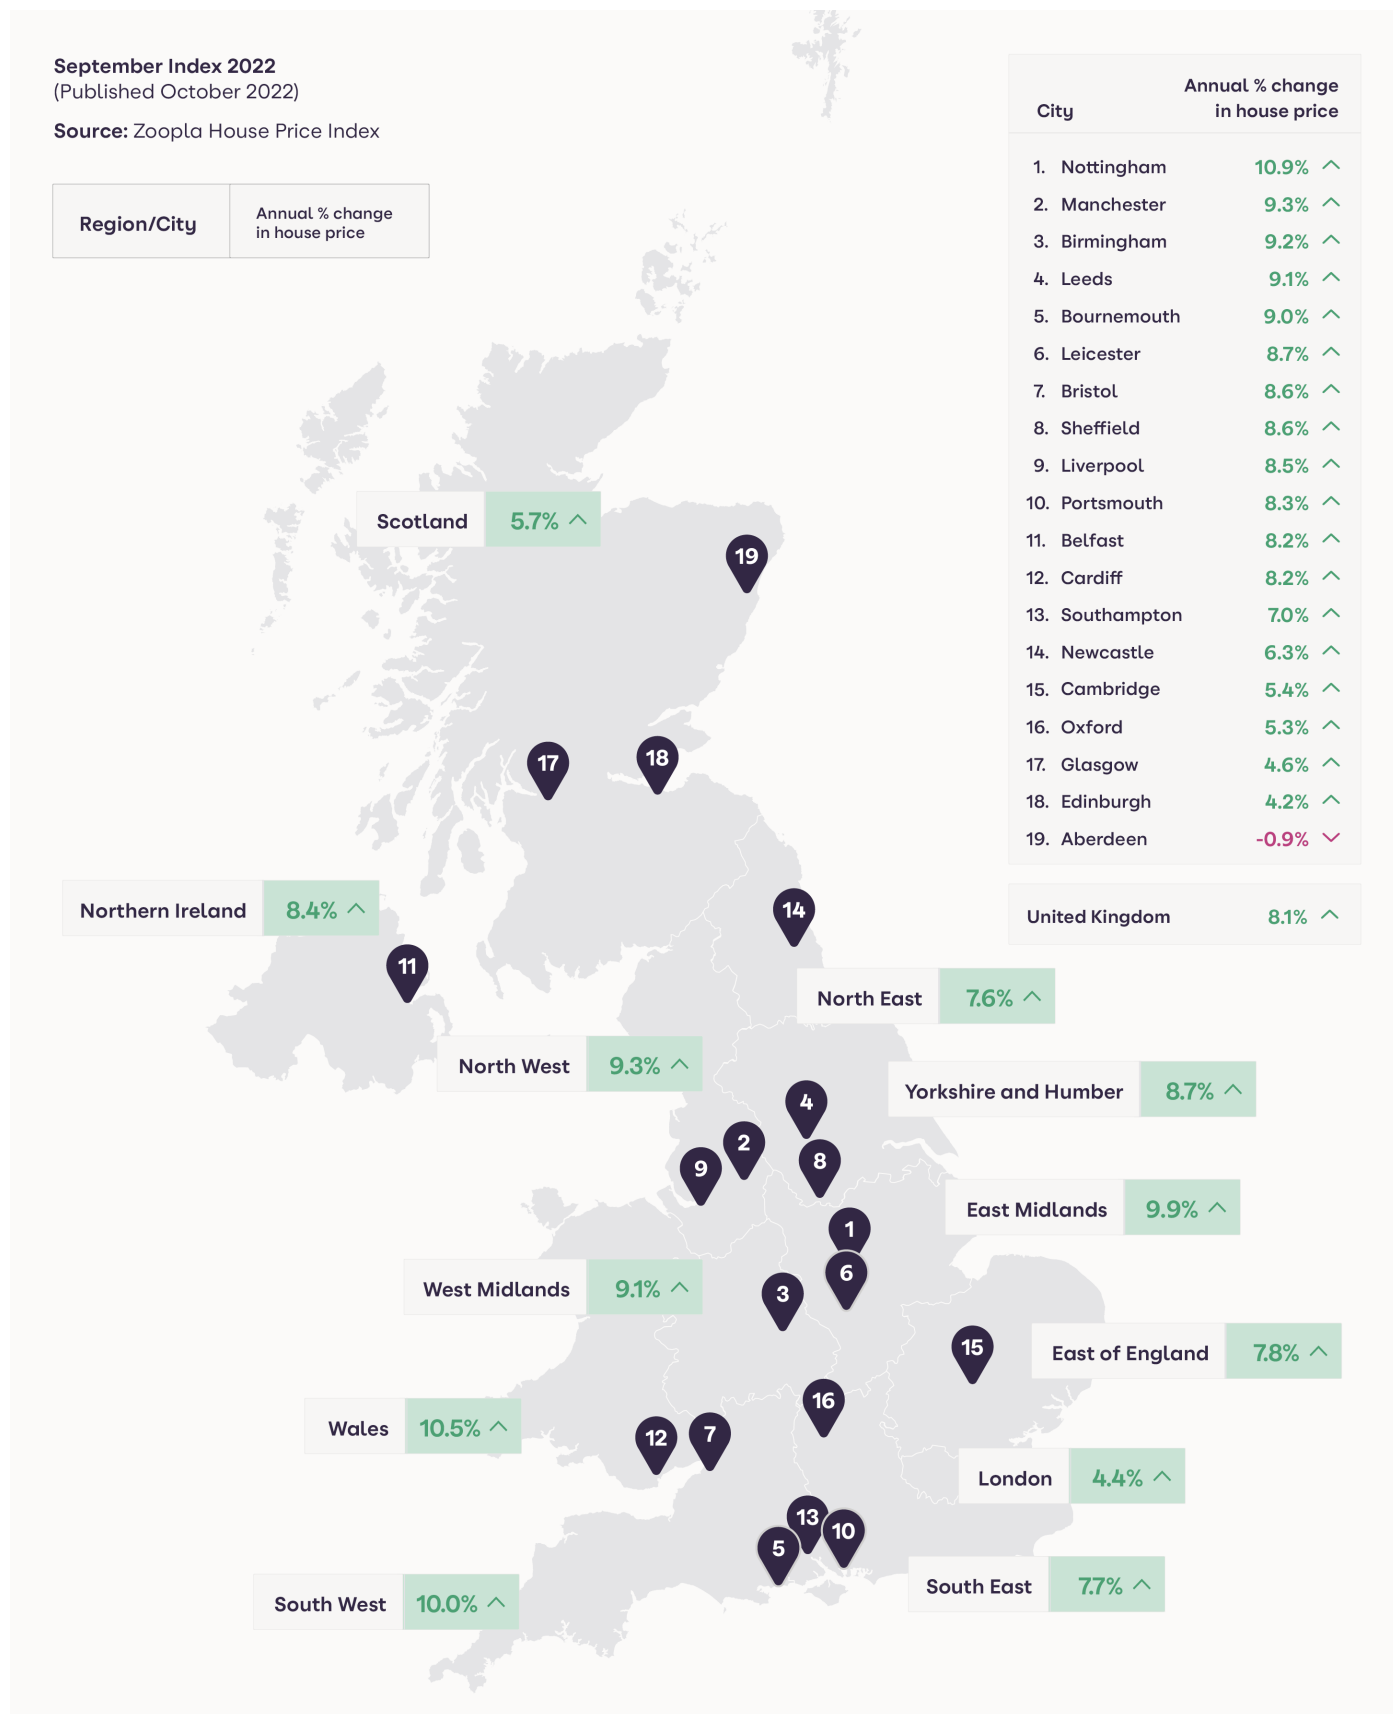 September Index 2022
(Published October 2022)
Source: Zoopla House Price Index
Region/City
Annual % change
in house price
City
Annual % change
in house price
1. Nottingham 10.9%
2. Manchester 9.3%
3. Birmingham 9.2%
4. Leeds 9.1%
5. Bournemouth 9.0%
6. Leicester 8.7%
7. Bristol 8.6%
8. Sheffield 8.6%
9. Liverpool 8.5%
10. Portsmouth 8.3%
11. Belfast 8.2%
12. Cardiff 8.2%
13. Southampton 7.0%
14. Newcastle 6.3%
15. Cambridge 5.4%
16. Oxford 5.3%
17. Glasgow 4.6%
18. Edinburgh 4.2%
19. Aberdeen -0.9%
United Kingdom 8.1%
Scotland 5.7%
19
17
18
Northern Ireland 8.4%
14
11
North East 7.6%
North West 9.3%
Yorkshire and Humber 8.7%
4
2
9
8
East Midlands 9.9%
1
6
West Midlands 9.1%
3
15
East of England 7.8%
16
Wales 10.5%
12
7
London 4.4%
13
10
5
South East 7.7%
South West 10.0%